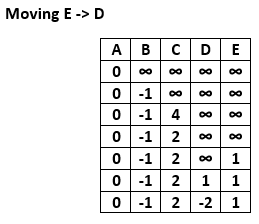 Moving E -> D
A B C D E
0 ∞ ∞ ∞ ∞
0 -1 ∞ ∞ ∞
0 -1 4 ∞ ∞
0 -1 2 ∞ ∞
0 -1 2 ∞ 1
0 -1 2 1 1
0 -1 2 -2 1